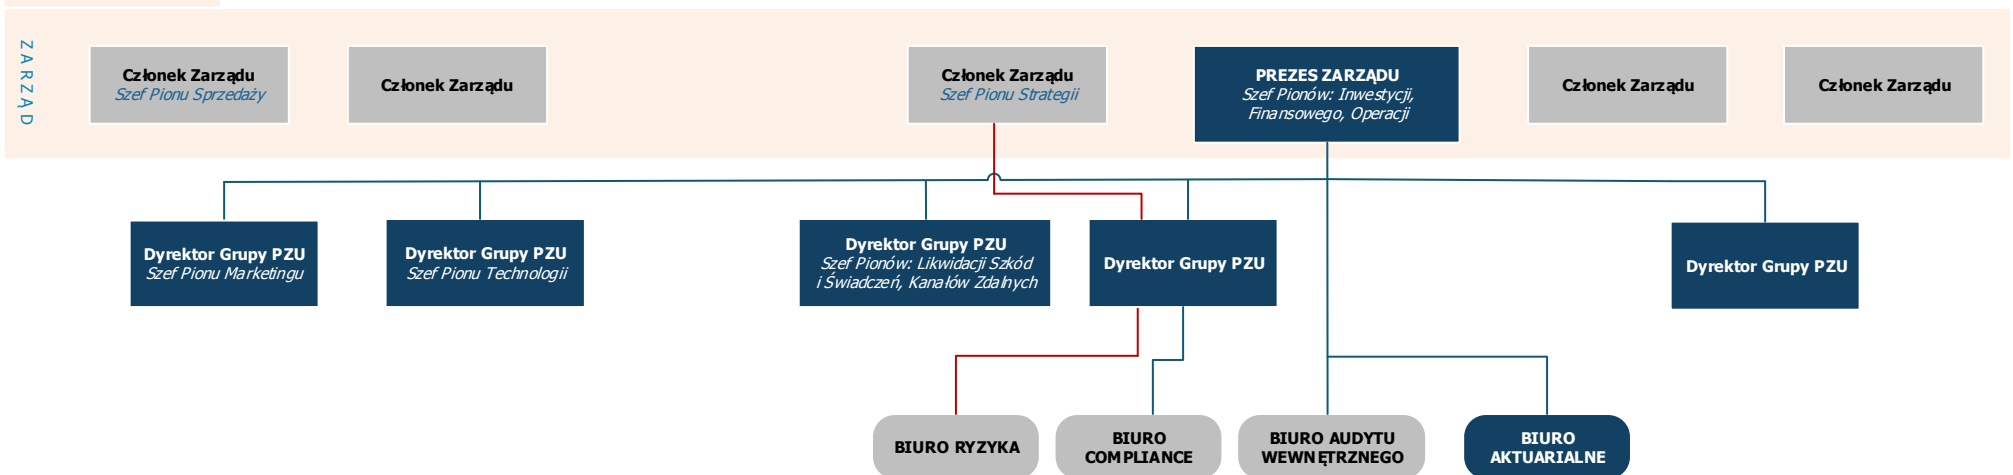 ZARZĄD
Członek Zarządu
Szef Pionu Sprzedaży
Członek Zarządu
Członek Zarządu
Szef Pionu Strategii
PREZES ZARZĄDU
Szef Pionów: Inwestycji,
Finansowego, Operacji
Członek Zarządu
Członek Zarządu
Dyrektor Grupy PZU
Szef Pionu Marketingu
Dyrektor Grupy PZU
Szef Pionu Technologii
Dyrektor Grupy PZU
Szef Pionów: Likwidacji Szkód
i Świadczeń, Kanałów Zdalnych
Dyrektor Grupy PZU
Dyrektor Grupy PZU
BIURO RYZYKA
BIURO
COMPLIANCE
BIURO AUDYTU
WEWNĘTRZNEGO
BIURO
AKTUARIALNE